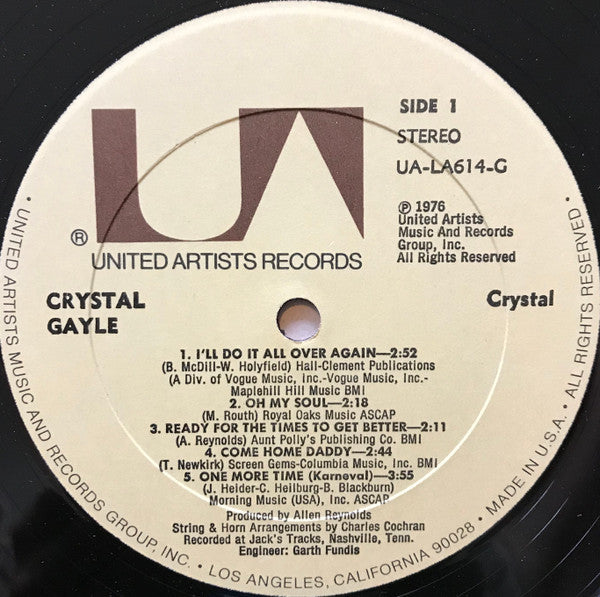 UA
SIDE 1
STEREO
UA-LA614-G
℗ 1976
United Artists
Music And Records
Group, Inc.
All Rights Reserved
®
UNITED ARTISTS RECORDS
CRYSTAL
GAYLE
Crystal
1. I'LL DO IT ALL OVER AGAIN—2:52
(B. McDill-W. Holyfield) Hall-Clement Publications
(A Div. of Vogue Music, Inc.-Vogue Music, Inc.-
Maplehill Hill Music BMI
2. OH MY SOUL—2:18
(M. Routh) Royal Oaks Music ASCAP
3. READY FOR THE TIMES TO GET BETTER—2:11
(A. Reynolds) Aunt Polly's Publishing Co. BMI
4. COME HOME DADDY—2:44
(T. Newkirk) Screen Gems-Columbia Music, Inc. BMI
5. ONE MORE TIME (Karneval)—3:55
(J. Heider-C. Heilburg-B. Blackburn)
Morning Music (USA), Inc. ASCAP
Produced by Allen Reynolds
String & Horn Arrangements by Charles Cochran
Recorded at Jack's Tracks, Nashville, Tenn.
Engineer: Garth Fundis
• UNITED ARTISTS MUSIC AND RECORDS GROUP, INC. • LOS ANGELES, CALIFORNIA 90028 • MADE IN U.S.A. • ALL RIGHTS RESERVED •